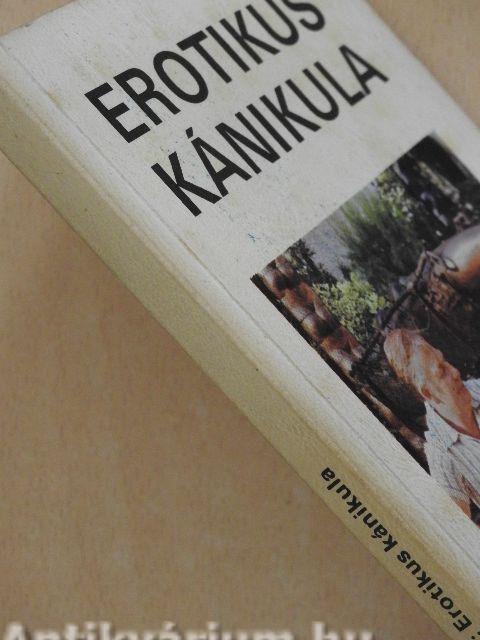 EROTIKUS
KÁNIKULA
: Erotikus kánikula
Antikvárium.hu